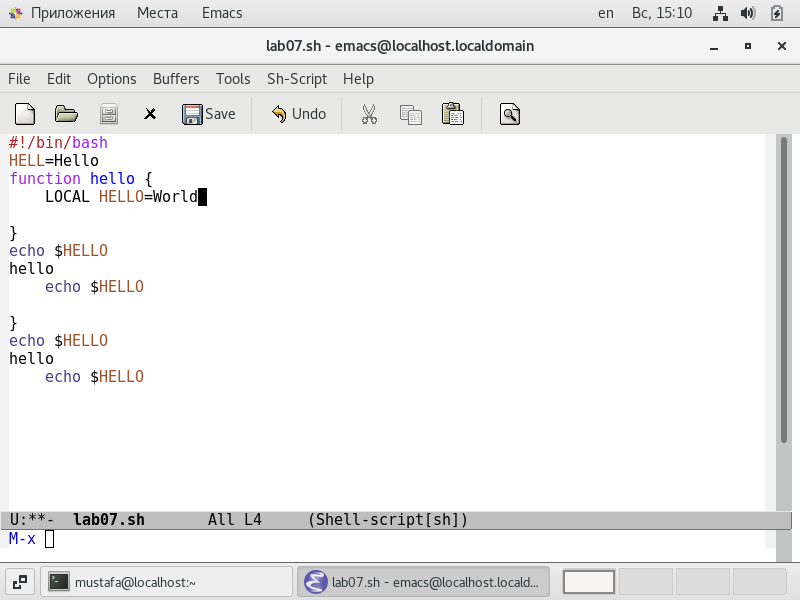 Приложения Места Emacs en Вс, 15:10
lab07.sh - emacs@localhost.localdomain
File Edit Options Buffers Tools Sh-Script Help
Save Undo
#!/bin/bash
HELL=Hello
function hello {
    LOCAL HELLO=World

}
echo $HELLO
hello
    echo $HELLO

}
echo $HELLO
hello
    echo $HELLO
U:**-  lab07.sh       All L4     (Shell-script[sh])
M-x
mustafa@localhost:~ lab07.sh - emacs@localhost.locald...